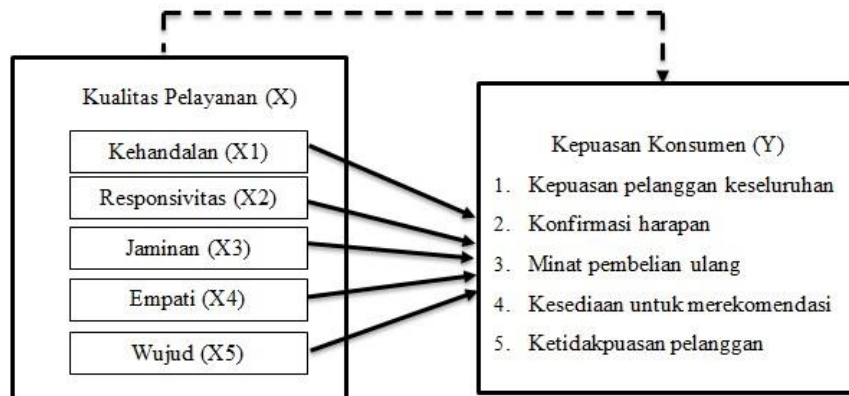 Kualitas Pelayanan (X)
Kehandalan (X1)
Responsivitas (X2)
Jaminan (X3)
Empati (X4)
Wujud (X5)
Kepuasan Konsumen (Y)
1. Kepuasan pelanggan keseluruhan
2. Konfirmasi harapan
3. Minat pembelian ulang
4. Kesediaan untuk merekomendasi
5. Ketidakpuasan pelanggan